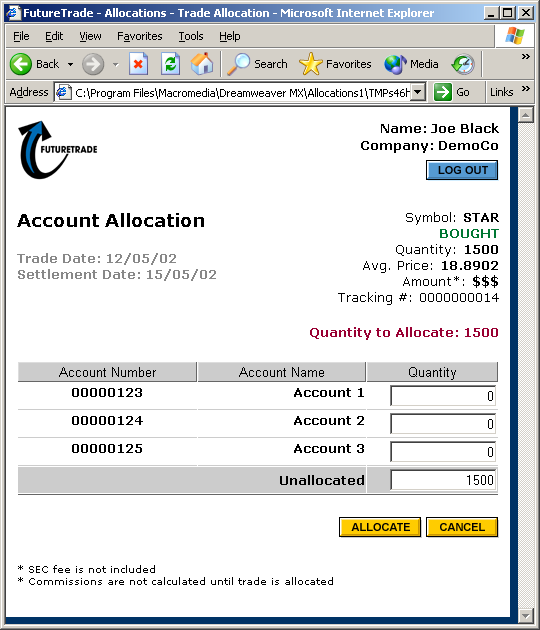 FutureTrade - Allocations - Trade Allocation - Microsoft Internet Explorer
File Edit View Favorites Tools Help
Back Search Favorites Media »
Address C:\Program Files\Macromedia\Dreamweaver MX\Allocations1\TMPs46h Go Links »
FUTURETRADE
Name: Joe Black
Company: DemoCo
LOG OUT
Account Allocation
Trade Date: 12/05/02
Settlement Date: 15/05/02
Symbol: STAR
BOUGHT
Quantity: 1500
Avg. Price: 18.8902
Amount*: $$$
Tracking #: 0000000014
Quantity to Allocate: 1500
Account Number Account Name Quantity
00000123 Account 1 0
00000124 Account 2 0
00000125 Account 3 0
Unallocated 1500
ALLOCATE CANCEL
* SEC fee is not included
* Commissions are not calculated until trade is allocated